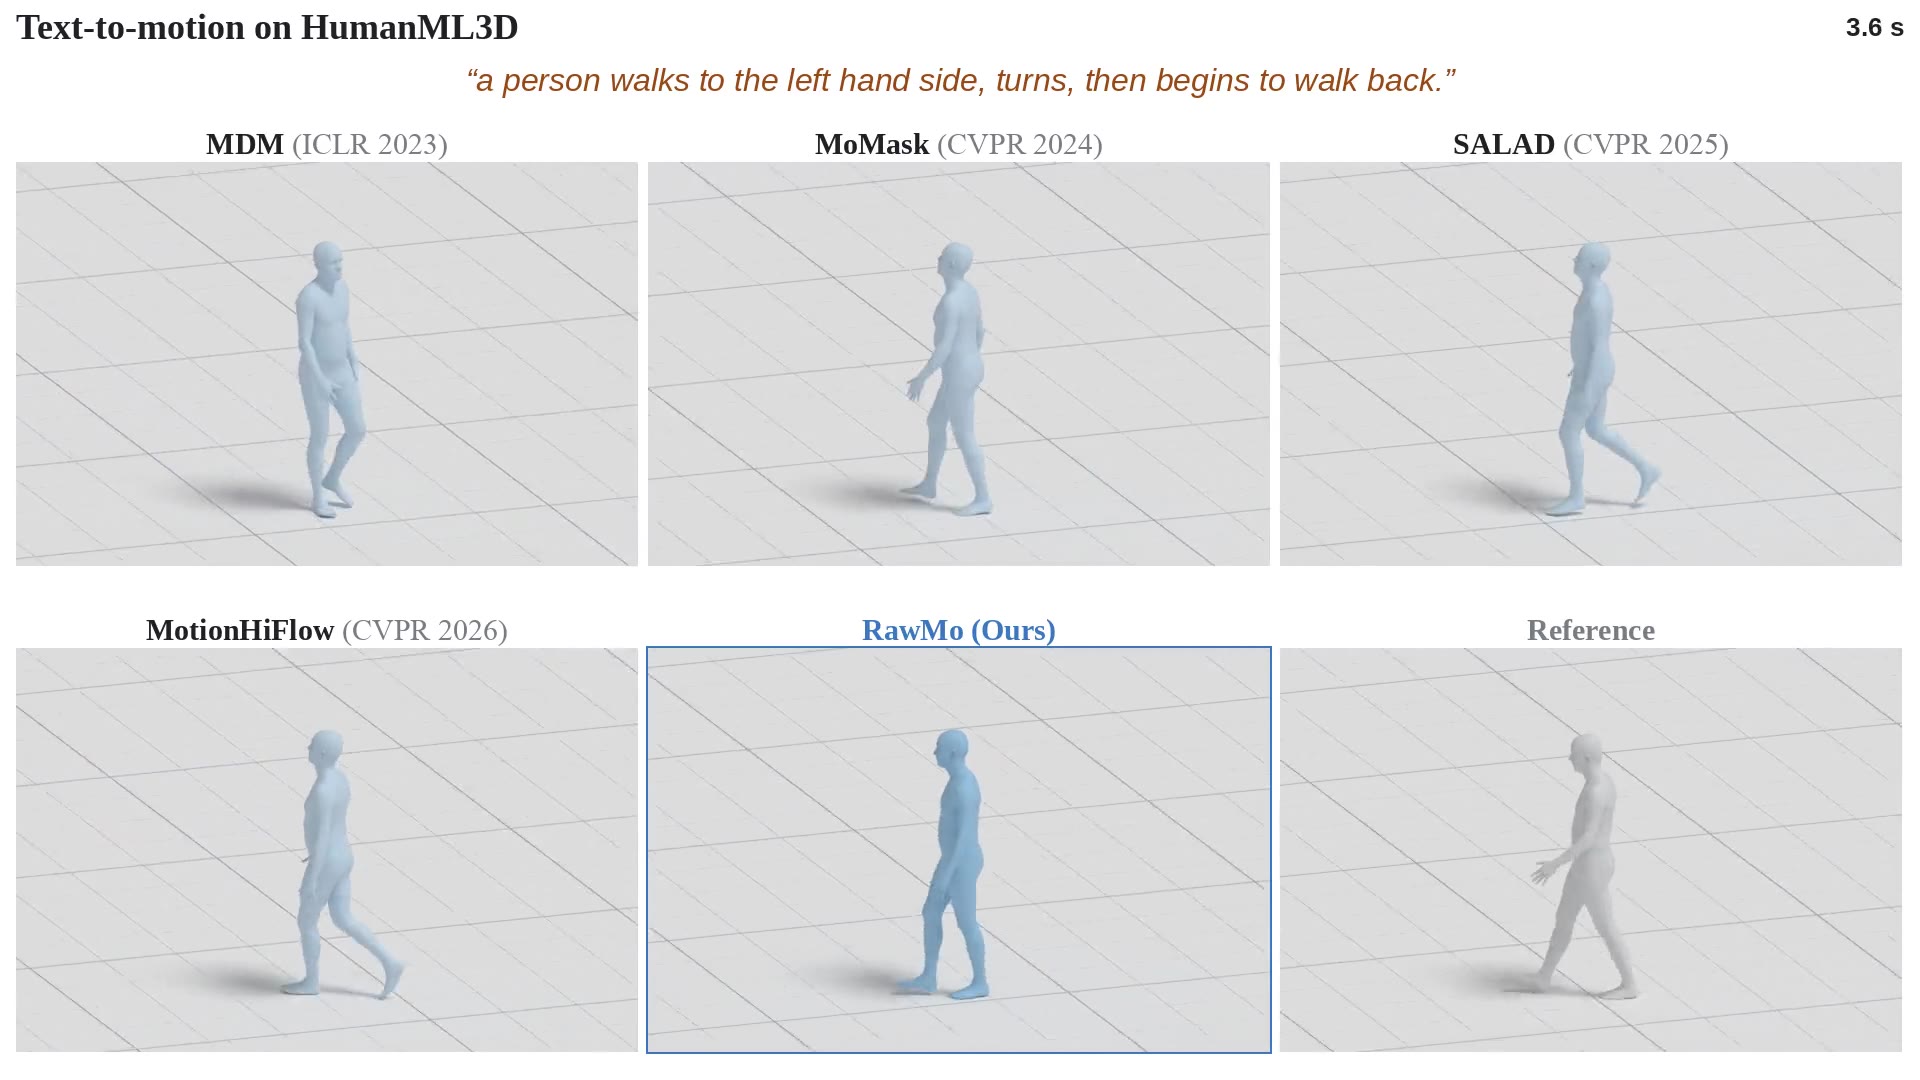 Text-to-motion on HumanML3D
3.6 s
“a person walks to the left hand side, turns, then begins to walk back.”
MDM (ICLR 2023)
MoMask (CVPR 2024)
SALAD (CVPR 2025)
MotionHiFlow (CVPR 2026)
RawMo (Ours)
Reference